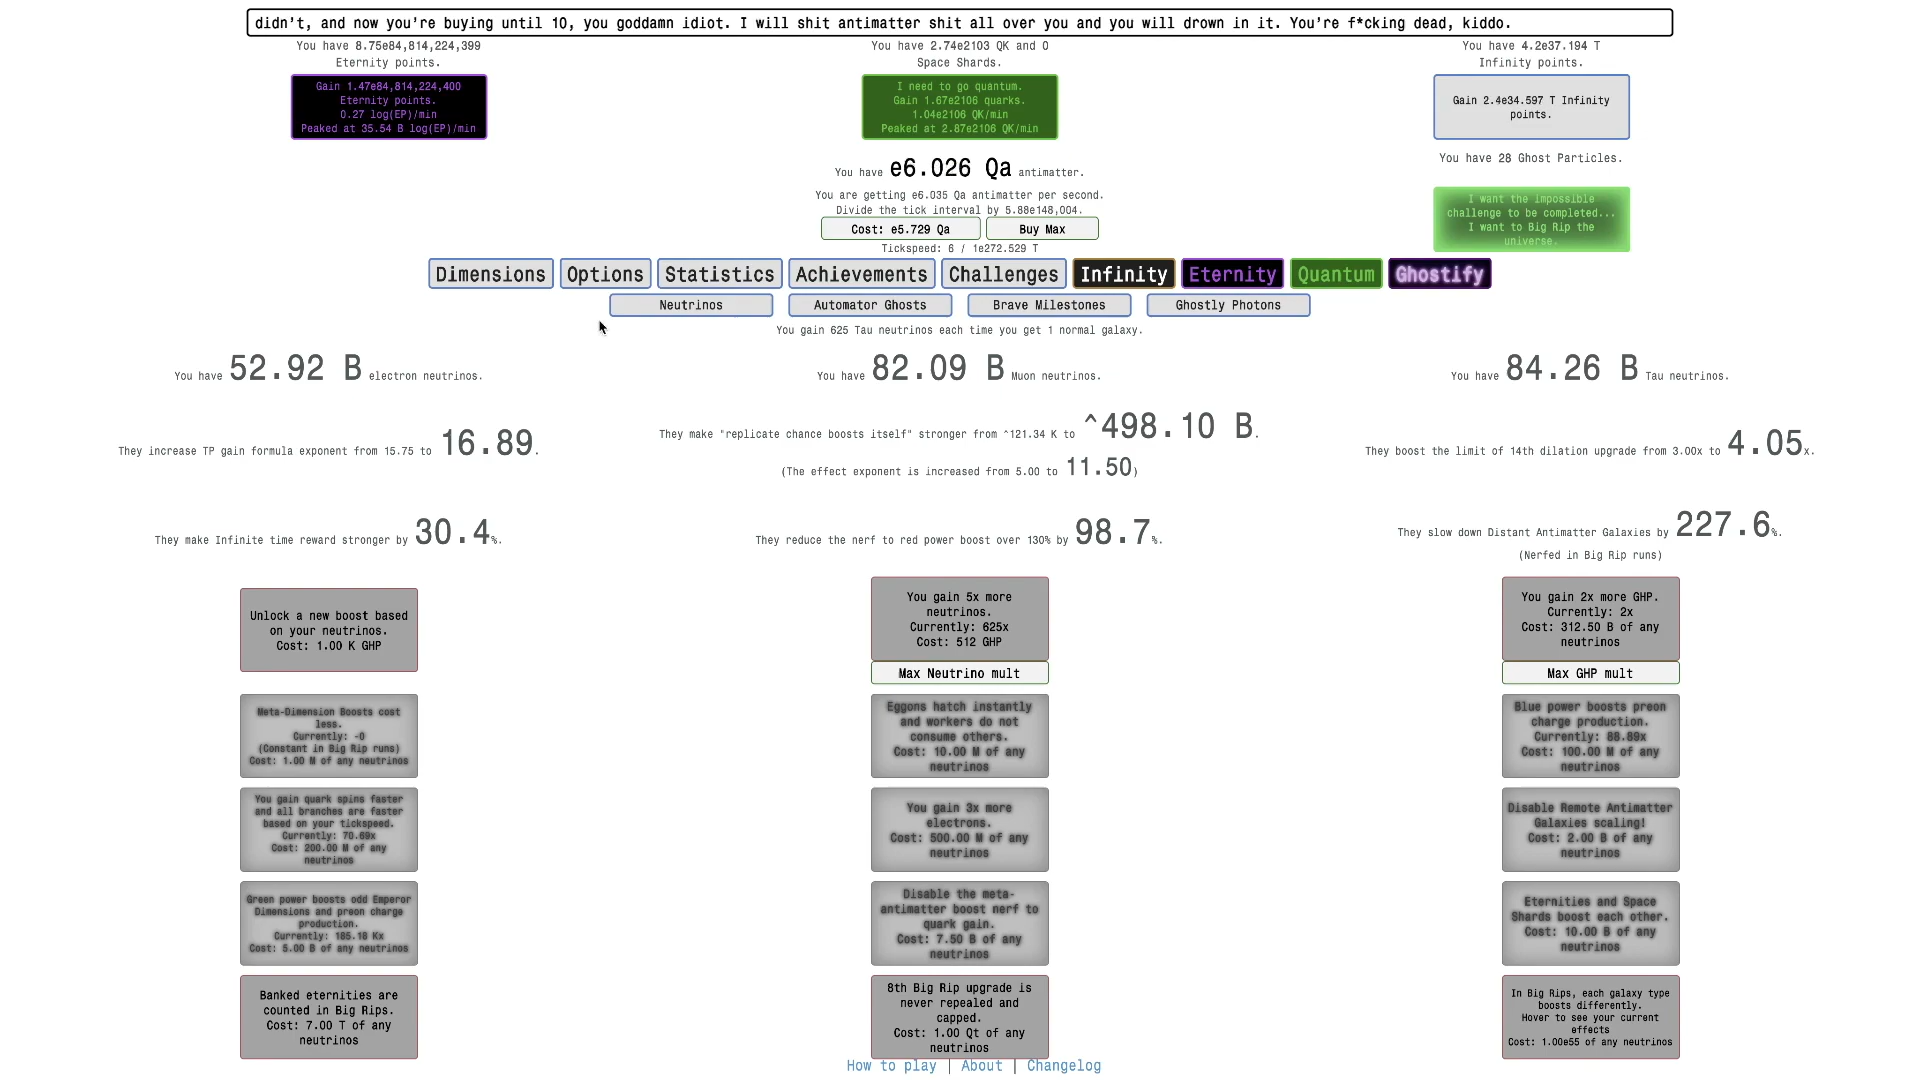 didn't, and now you're buying until 10, you goddamn idiot. I will shit antimatter shit all over you and you will drown in it. You're f*cking dead, kiddo.
You have 8.75e84,814,224,399
Eternity points.
Gain 1.47e84,814,224,400
Eternity points.
0.27 log(EP)/min
Peaked at 35.54 B log(EP)/min
You have 2.74e2103 QK and 0
Space Shards.
I need to go quantum.
Gain 1.67e2106 quarks.
1.04e2106 QK/min
Peaked at 2.87e2106 QK/min
You have 4.2e37.194 T
Infinity points.
Gain 2.4e34.597 T Infinity
points.
You have 28 Ghost Particles.
I want the impossible
challenge to be completed...
I want to Big Rip the
universe.
You have e6.026 Qa antimatter.
You are getting e6.035 Qa antimatter per second.
Divide the tick interval by 5.88e148,004.
Cost: e5.729 Qa
Buy Max
Tickspeed: 6 / 1e272.529 T
Dimensions
Options
Statistics
Achievements
Challenges
Infinity
Eternity
Quantum
Ghostify
Neutrinos
Automator Ghosts
Brave Milestones
Ghostly Photons
You gain 625 Tau neutrinos each time you get 1 normal galaxy.
You have 52.92 B electron neutrinos.
You have 82.09 B Muon neutrinos.
You have 84.26 B Tau neutrinos.
They increase TP gain formula exponent from 15.75 to 16.89.
They make "replicate chance boosts itself" stronger from ^121.34 K to ^498.10 B.
(The effect exponent is increased from 5.00 to 11.50)
They boost the limit of 14th dilation upgrade from 3.00x to 4.05x.
They make Infinite time reward stronger by 30.4%.
They reduce the nerf to red power boost over 130% by 98.7%.
They slow down Distant Antimatter Galaxies by 227.6%.
(Nerfed in Big Rip runs)
Unlock a new boost based
on your neutrinos.
Cost: 1.00 K GHP
You gain 5x more
neutrinos.
Currently: 625x
Cost: 512 GHP
Max Neutrino mult
You gain 2x more GHP.
Currently: 2x
Cost: 312.50 B of any
neutrinos
Max GHP mult
Meta-Dimension Boosts cost
less.
Currently: -0
(Constant in Big Rip runs)
Cost: 1.00 M of any neutrinos
Eggons hatch instantly
and workers do not
consume others.
Cost: 10.00 M of any
neutrinos
Blue power boosts preon
charge production.
Currently: 88.89x
Cost: 100.00 M of any
neutrinos
You gain quark spins faster
and all branches are faster
based on your tickspeed.
Currently: 70.69x
Cost: 200.00 M of any
neutrinos
You gain 3x more
electrons.
Cost: 500.00 M of any
neutrinos
Disable Remote Antimatter
Galaxies scaling!
Cost: 2.00 B of any
neutrinos
Green power boosts odd Emperor
Dimensions and preon charge
production.
Currently: 185.18 Kx
Cost: 5.00 B of any neutrinos
Disable the meta-
antimatter boost nerf to
quark gain.
Cost: 7.50 B of any
neutrinos
Eternities and Space
Shards boost each other.
Cost: 10.00 B of any
neutrinos
Banked eternities are
counted in Big Rips.
Cost: 7.00 T of any
neutrinos
8th Big Rip upgrade is
never repealed and
capped.
Cost: 1.00 Qt of any
neutrinos
In Big Rips, each galaxy type
boosts differently.
Hover to see your current
effects
Cost: 1.00e55 of any neutrinos
How to play | About | Changelog